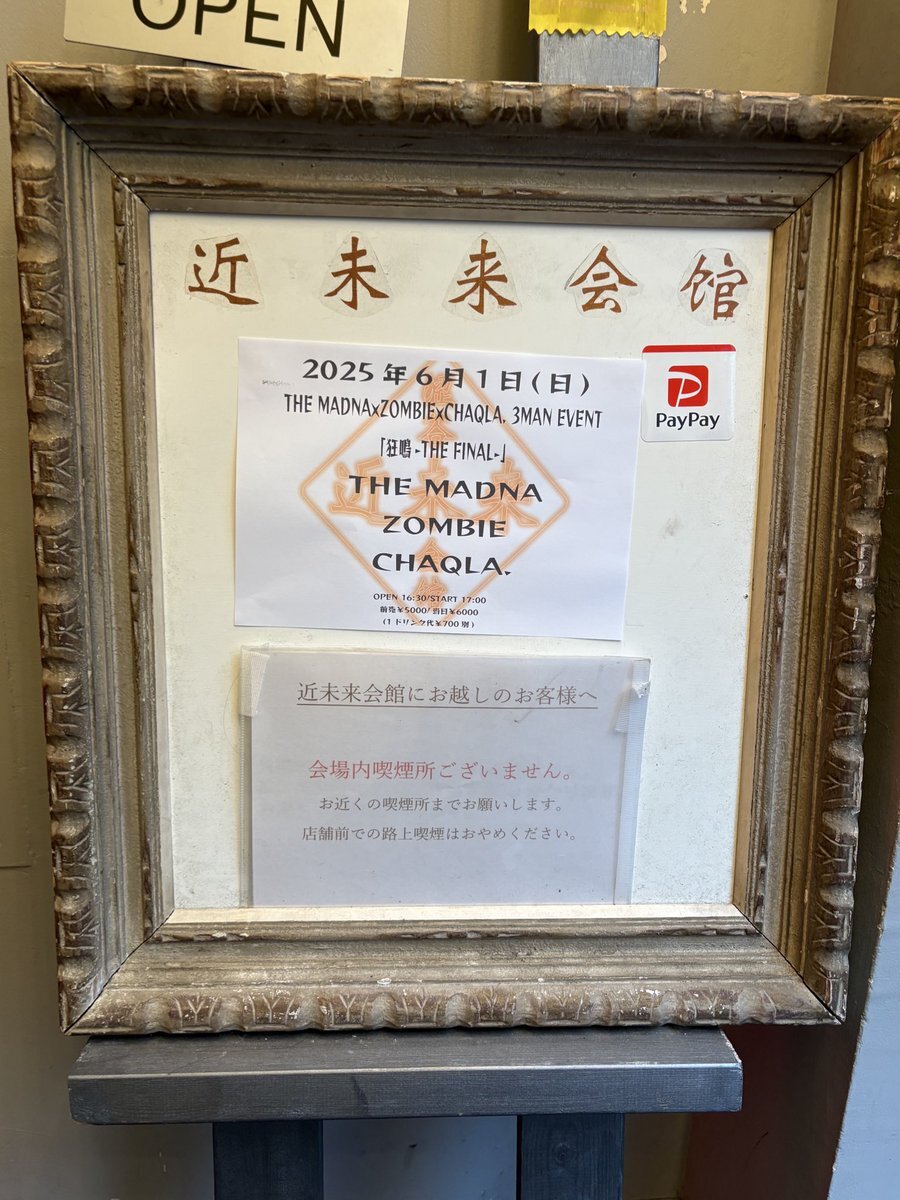 OPEN
近未来会館
2025年6月1日(日)
THE MADNAxZOMBIExCHAQLA. 3MAN EVENT
「狂鳴-THE FINAL-」
THE MADNA
ZOMBIE
CHAQLA.
OPEN 16:30/START 17:00
前売¥5000/当日¥6000
(1ドリンク代¥700別)
PayPay
近未来会館にお越しのお客様へ
会場内喫煙所ございません。
お近くの喫煙所までお願いします。
店舗前での路上喫煙はおやめください。